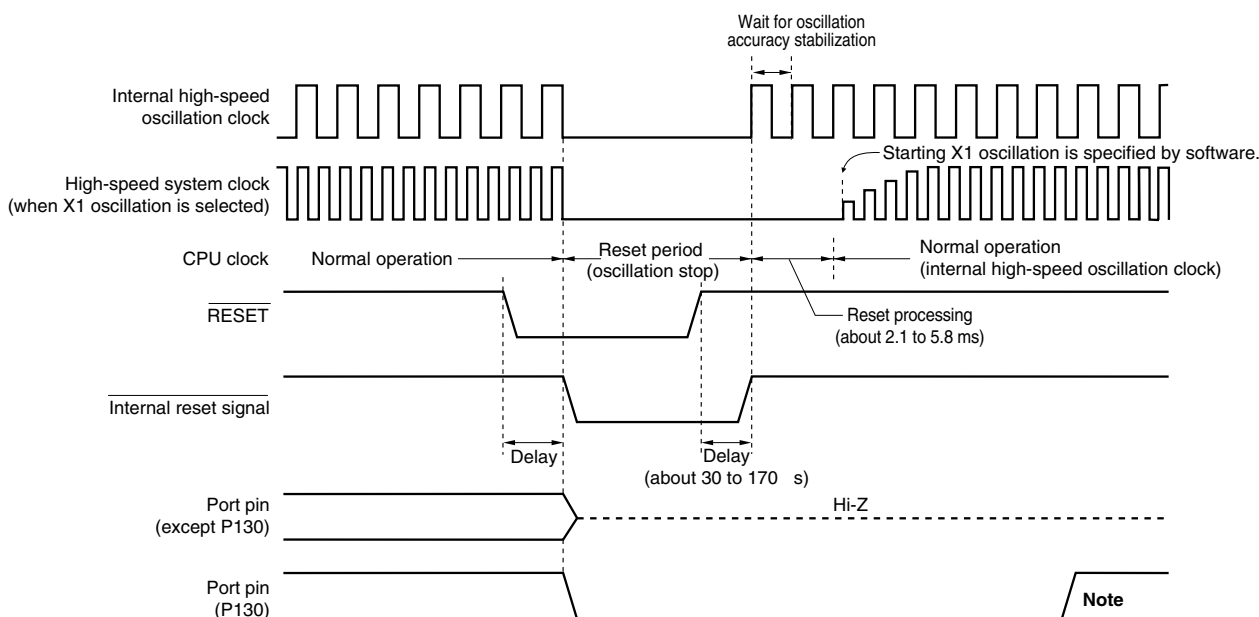 Wait for oscillation
accuracy stabilization
Internal high-speed
oscillation clock
Starting X1 oscillation is specified by software.
High-speed system clock
(when X1 oscillation is selected)
CPU clock
Normal operation
Reset period
(oscillation stop)
Normal operation
(internal high-speed oscillation clock)
RESET
Reset processing
(about 2.1 to 5.8 ms)
Internal reset signal
Delay
Delay
(about 30 to 170 s)
Port pin
(except P130)
Hi-Z
Port pin
(P130)
Note